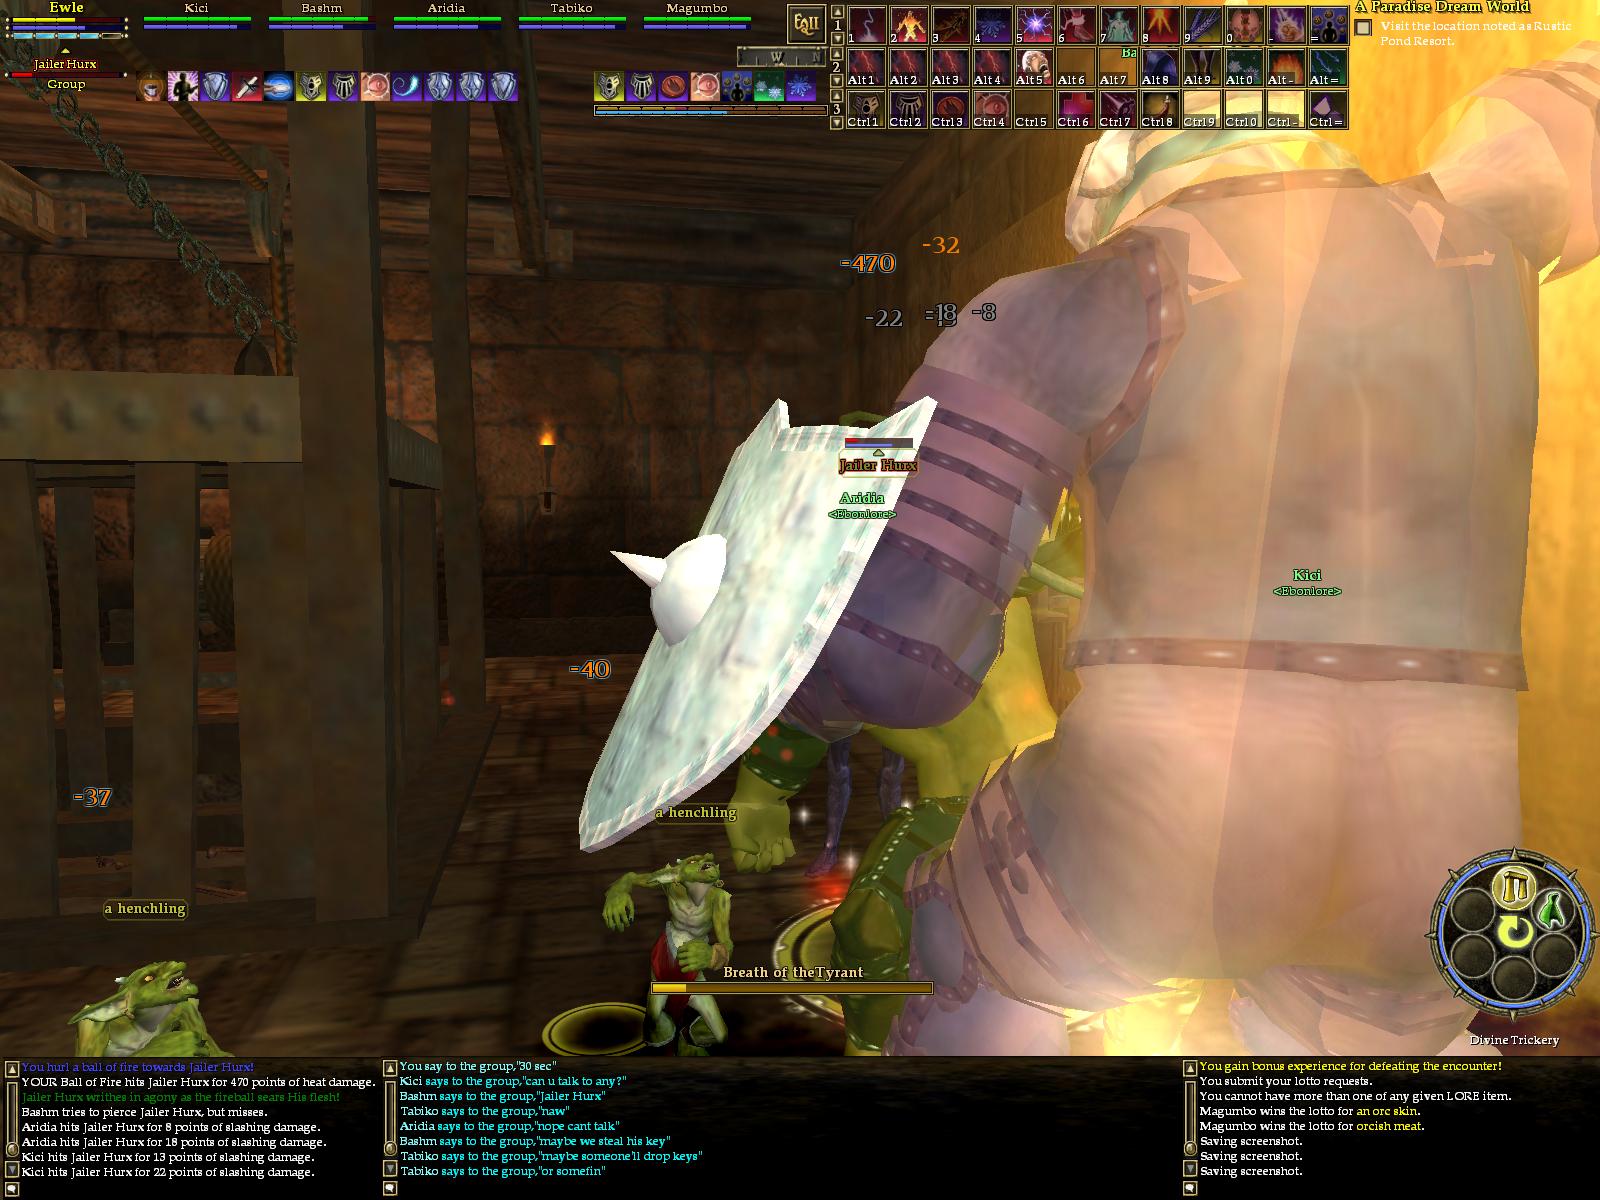 Ewle
Kici
Bashm
Aridia
Tabiko
Magumbo
Jailer Hurx
Group
EQII
W
N
1
2
3
1 2 3 4 5 6 7 8 9 0 - =
Ba
Alt1 Alt2 Alt3 Alt4 Alt5 Alt6 Alt7 Alt8 Alt9 Alt0 Alt- Alt=
Ctrl1 Ctrl2 Ctrl3 Ctrl4 Ctrl5 Ctrl6 Ctrl7 Ctrl8 Ctrl9 Ctrl0 Ctrl- Ctrl=
A Paradise Dream World
Visit the location noted as Rustic
Pond Resort.
-32
-470
-22
-18
-8
Jailer Hurx
Aridia
<Ebonlore>
Kici
<Ebonlore>
-40
-37
a henchling
a henchling
Breath of theTyrant
Divine Trickery
You hurl a ball of fire towards Jailer Hurx!
YOUR Ball of Fire hits Jailer Hurx for 470 points of heat damage.
Jailer Hurx writhes in agony as the fireball sears His flesh!
Bashm tries to pierce Jailer Hurx, but misses.
Aridia hits Jailer Hurx for 8 points of slashing damage.
Aridia hits Jailer Hurx for 18 points of slashing damage.
Kici hits Jailer Hurx for 13 points of slashing damage.
Kici hits Jailer Hurx for 22 points of slashing damage.
You say to the group,"30 sec"
Kici says to the group,"can u talk to any?"
Bashm says to the group,"Jailer Hurx"
Tabiko says to the group,"naw"
Aridia says to the group,"nope cant talk"
Bashm says to the group,"maybe we steal his key"
Tabiko says to the group,"maybe someone'll drop keys"
Tabiko says to the group,"or somefin"
You gain bonus experience for defeating the encounter!
You submit your lotto requests.
You cannot have more than one of any given LORE item.
Magumbo wins the lotto for an orc skin.
Magumbo wins the lotto for orcish meat.
Saving screenshot.
Saving screenshot.
Saving screenshot.